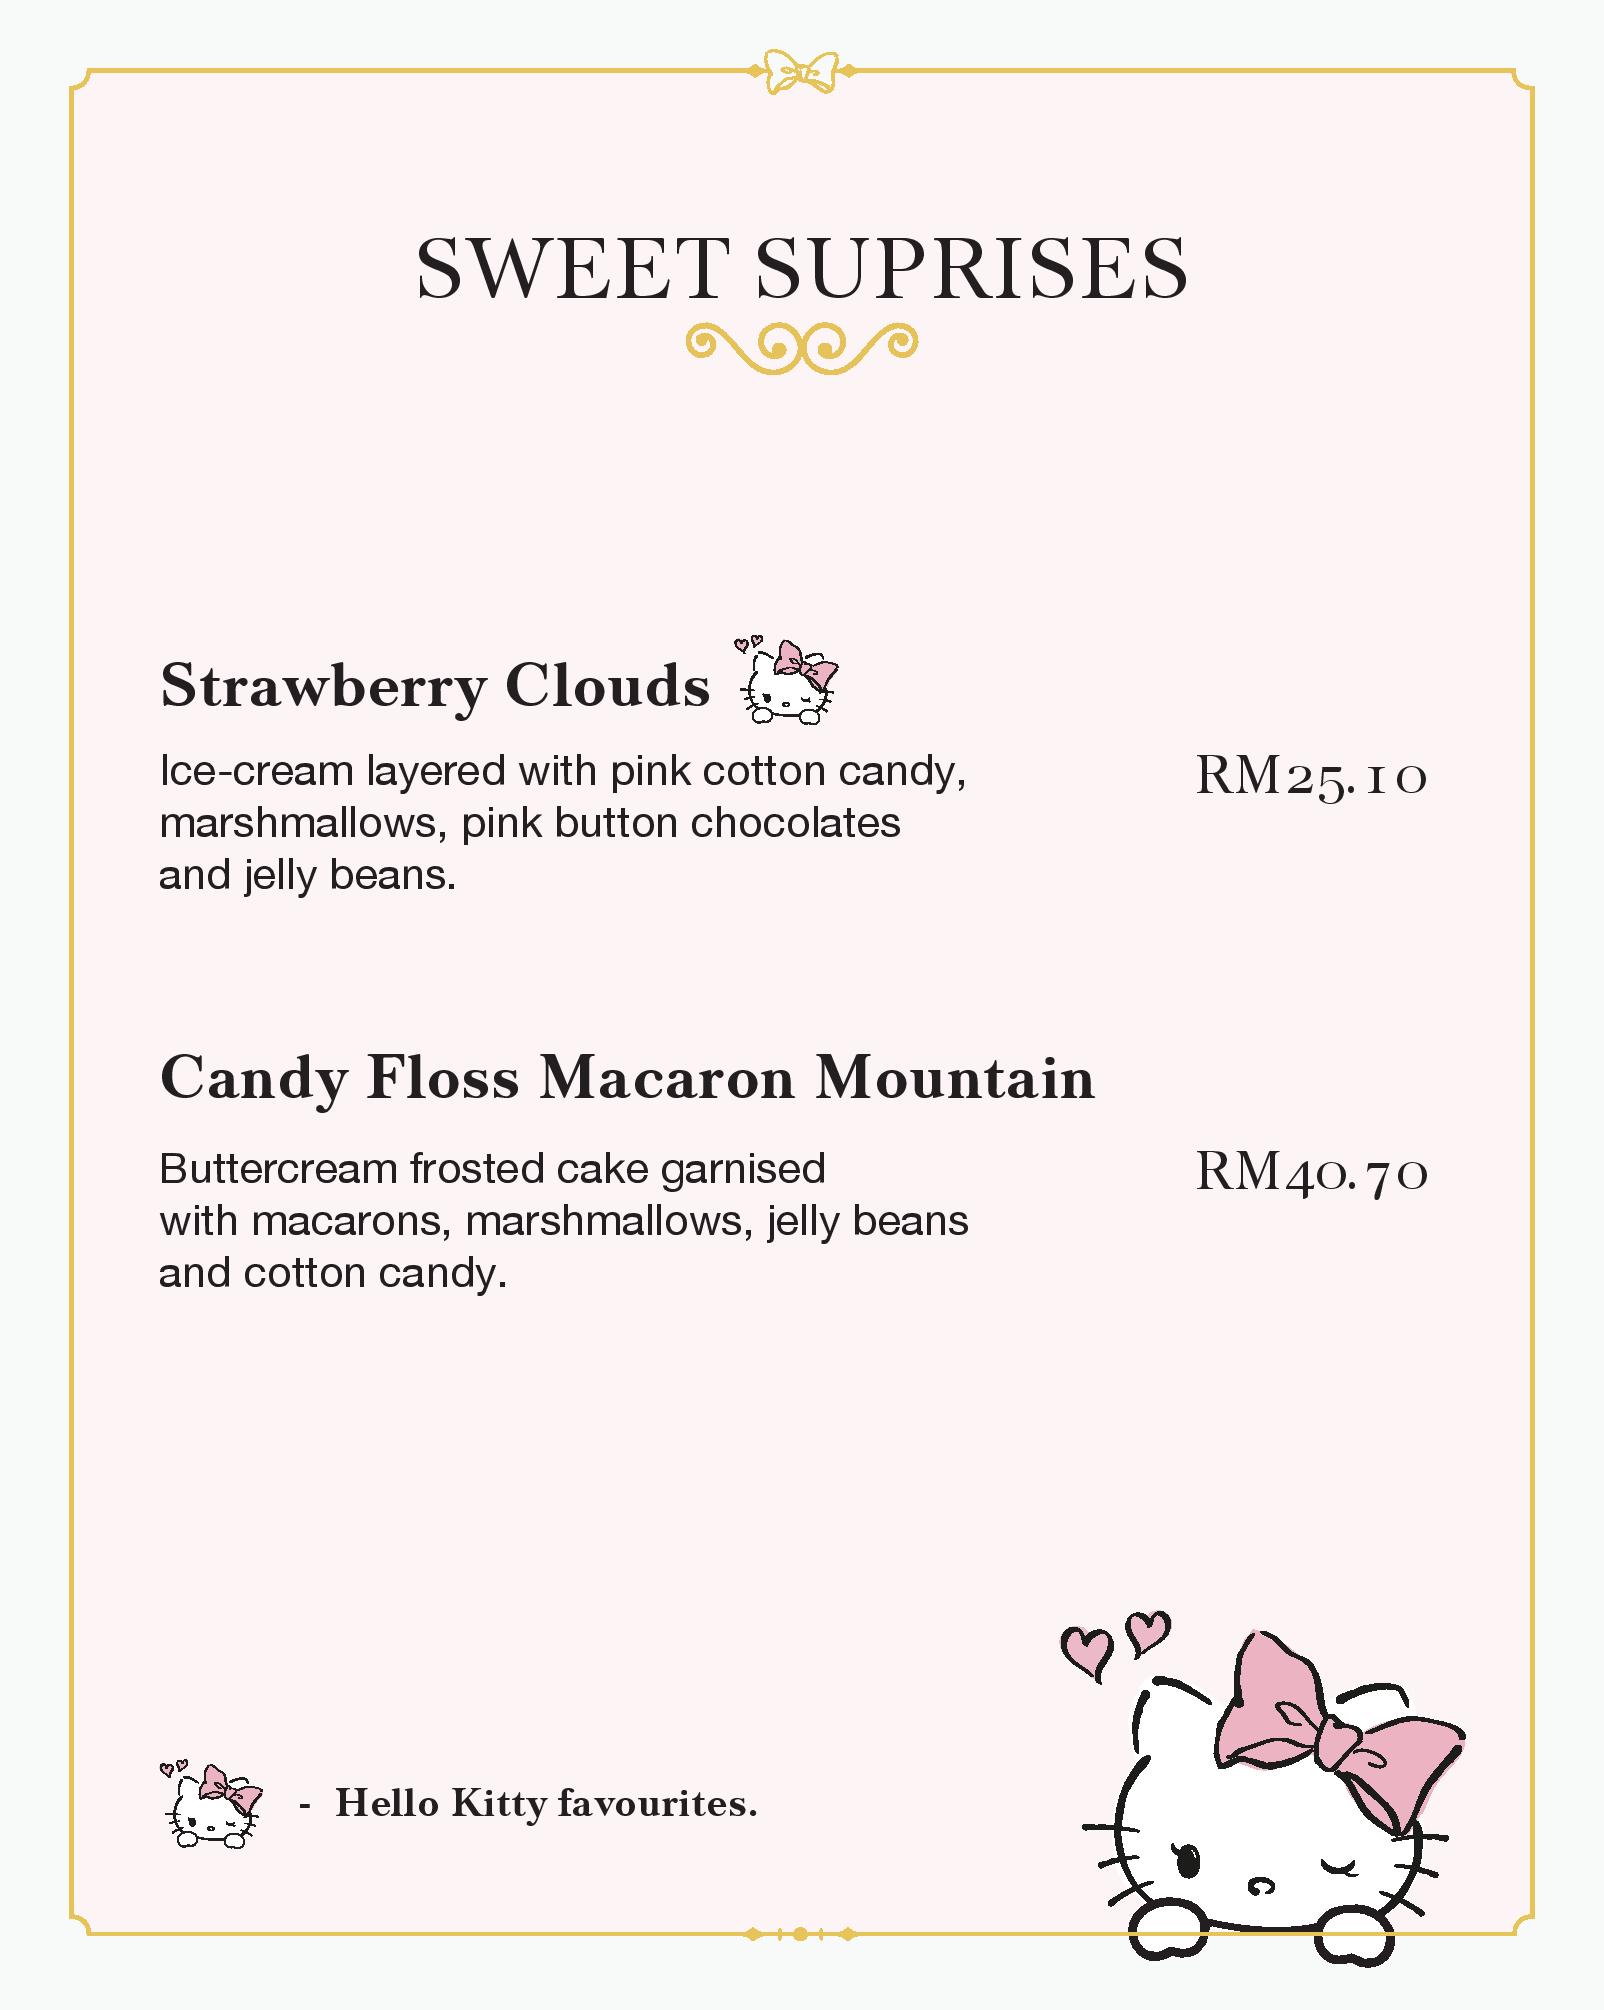 SWEET SUPRISES
Strawberry Clouds
Ice-cream layered with pink cotton candy,
marshmallows, pink button chocolates
and jelly beans.
RM25.10
Candy Floss Macaron Mountain
Buttercream frosted cake garnised
with macarons, marshmallows, jelly beans
and cotton candy.
RM40.70
- Hello Kitty favourites.